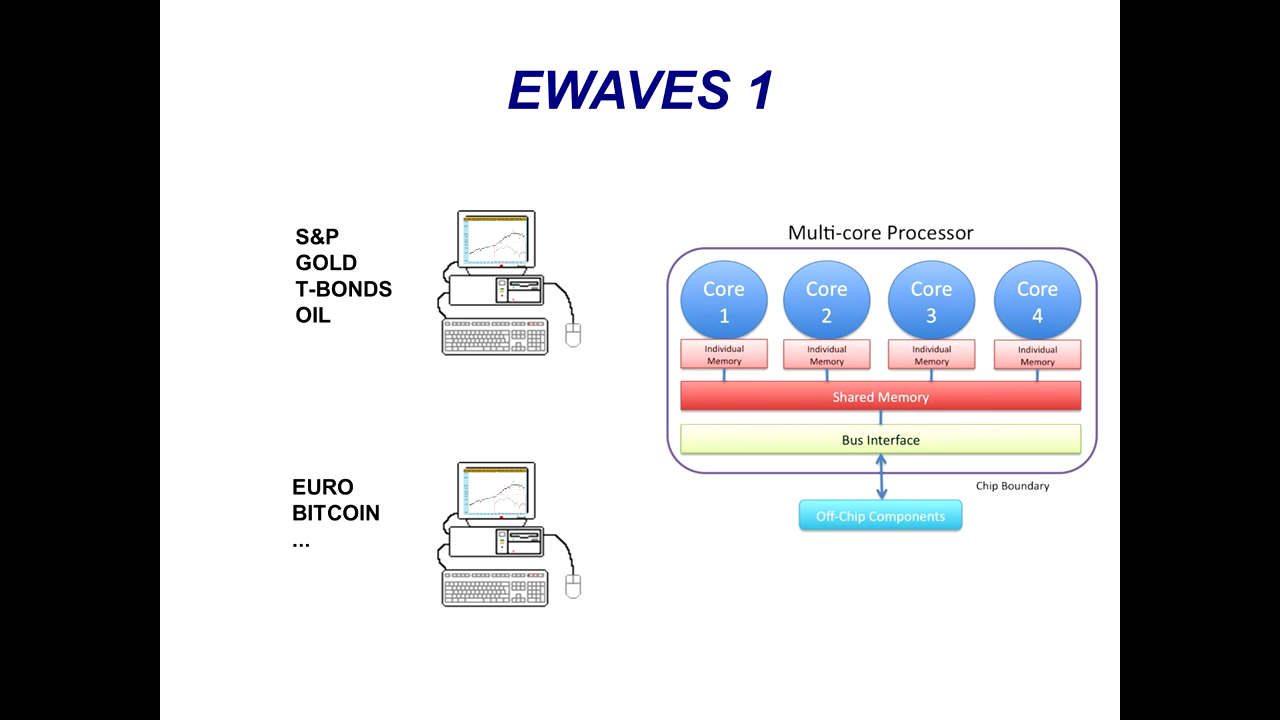 EWAVES 1
S&P
GOLD
T-BONDS
OIL
EURO
BITCOIN
...
Multi-core Processor
Core
1
Core
2
Core
3
Core
4
Individual
Memory
Individual
Memory
Individual
Memory
Individual
Memory
Shared Memory
Bus Interface
Chip Boundary
Off-Chip Components